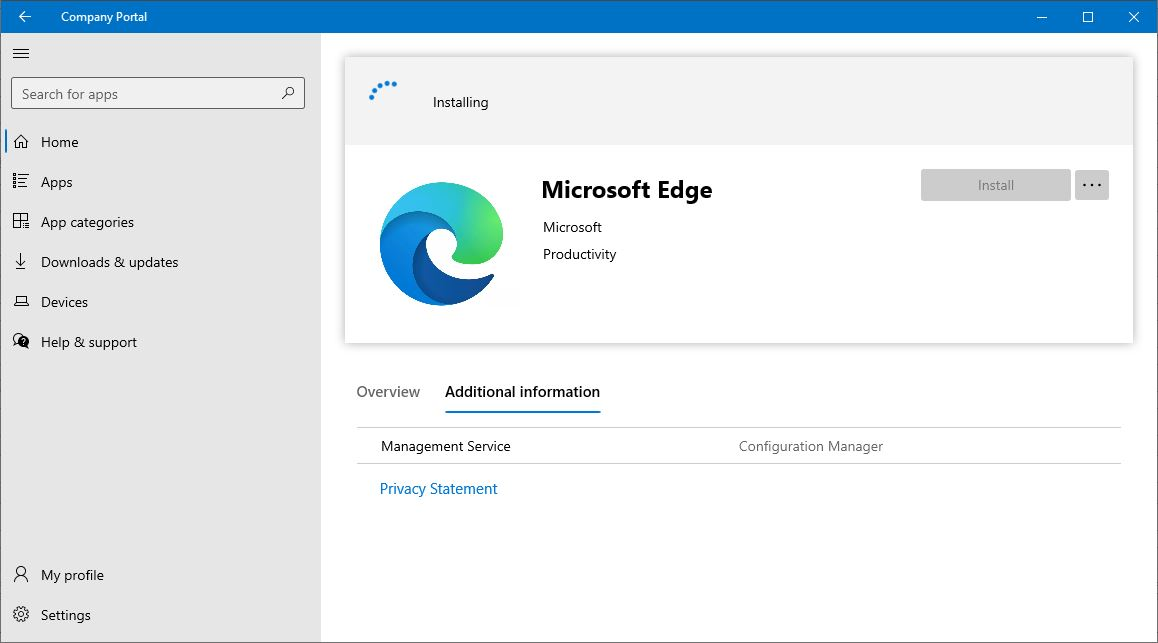 Company Portal
Search for apps
Home
Apps
App categories
Downloads & updates
Devices
Help & support
My profile
Settings
Installing
Microsoft Edge
Microsoft
Productivity
Install
Overview
Additional information
Management Service Configuration Manager
Privacy Statement